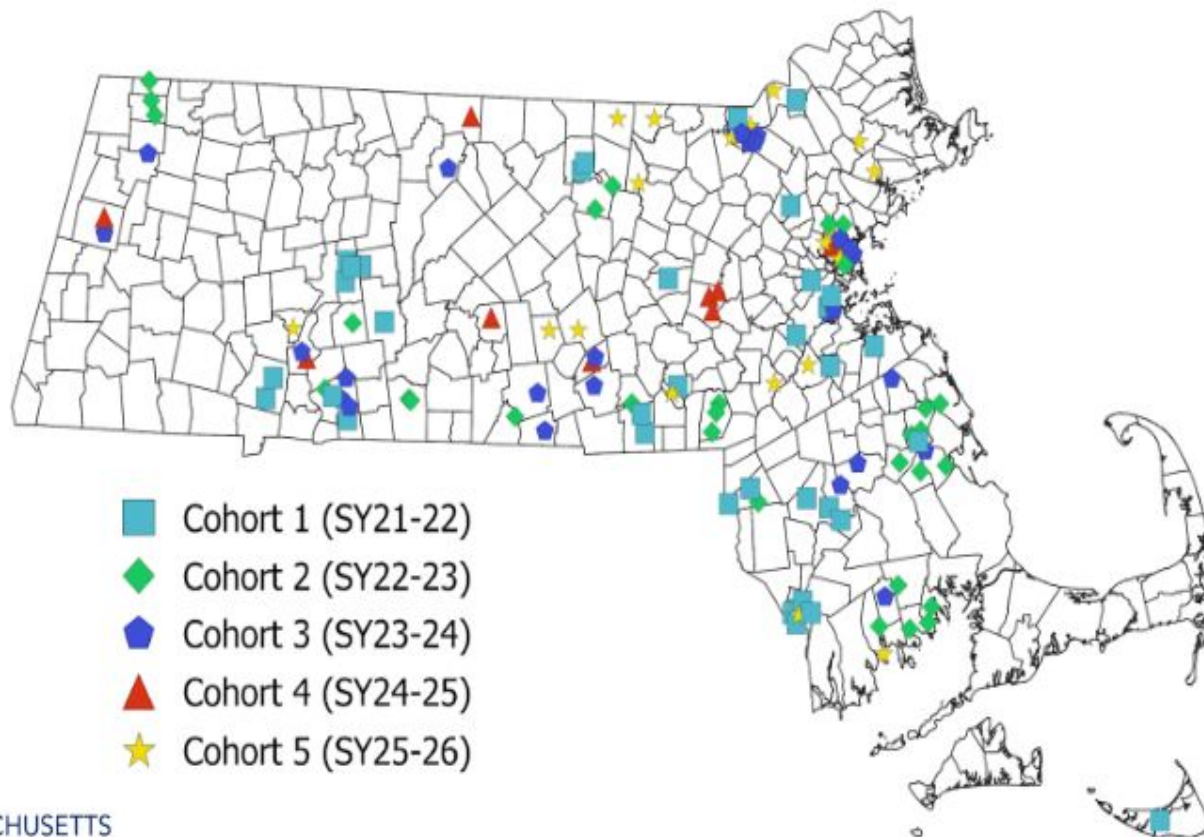 Cohort 1 (SY21-22)
Cohort 2 (SY22-23)
Cohort 3 (SY23-24)
Cohort 4 (SY24-25)
Cohort 5 (SY25-26)
CHUSETTS